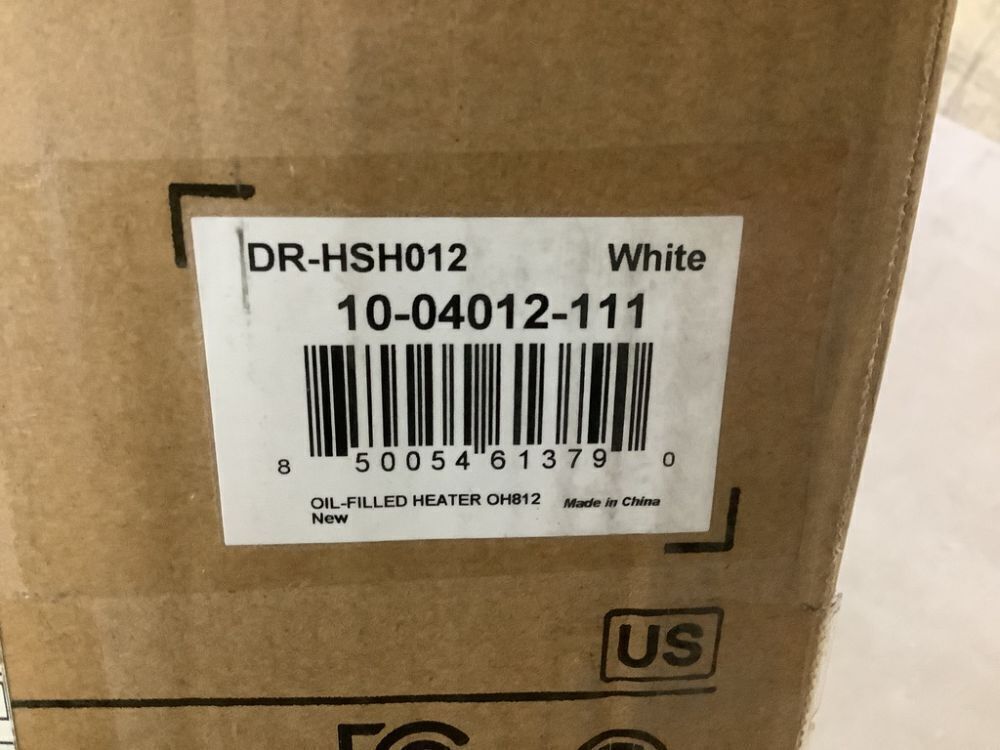 DR-HSH012 White
10-04012-111
8 50054 61379 0
OIL-FILLED HEATER OH812 Made in China
New
US